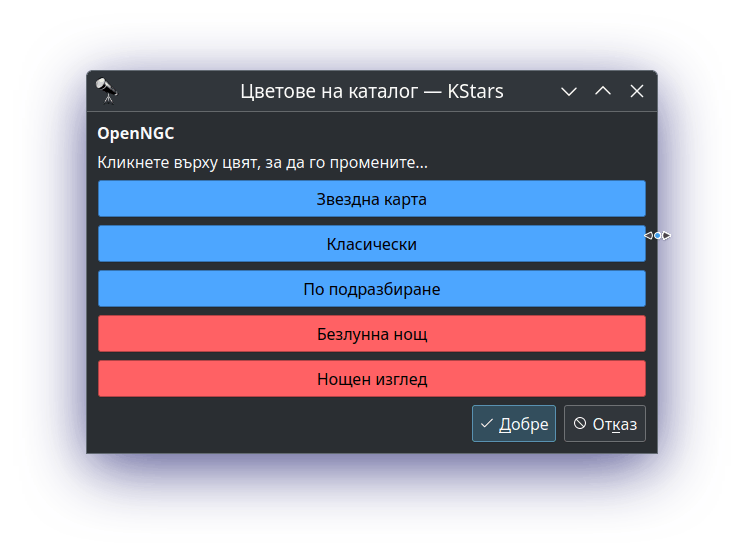 Цветове на каталог — KStars
OpenNGC
Кликнете върху цвят, за да го промените...
Звездна карта
Класически
По подразбиране
Безлунна нощ
Нощен изглед
Добре
Отказ